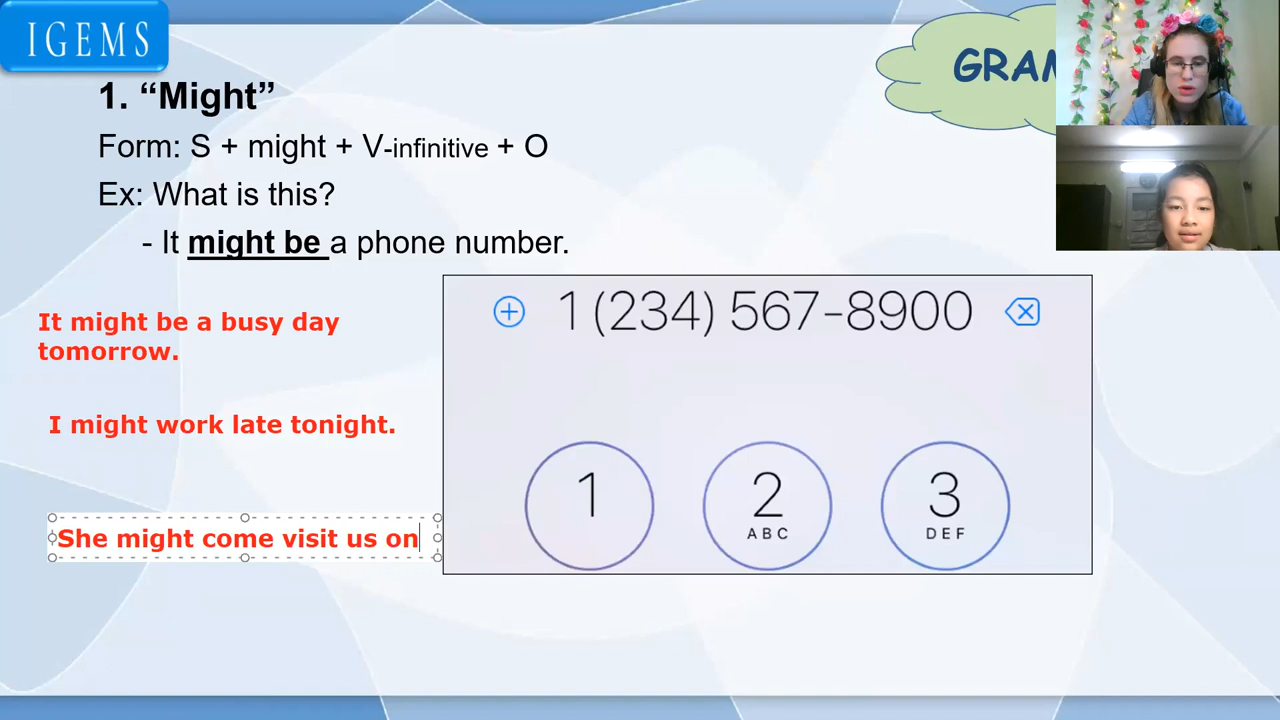 IGEMS
GRAM
1. “Might”
Form: S + might + V-infinitive + O
Ex: What is this?
- It might be a phone number.
It might be a busy day
tomorrow.
I might work late tonight.
She might come visit us on
1 (234) 567-8900
1
2
ABC
3
DEF